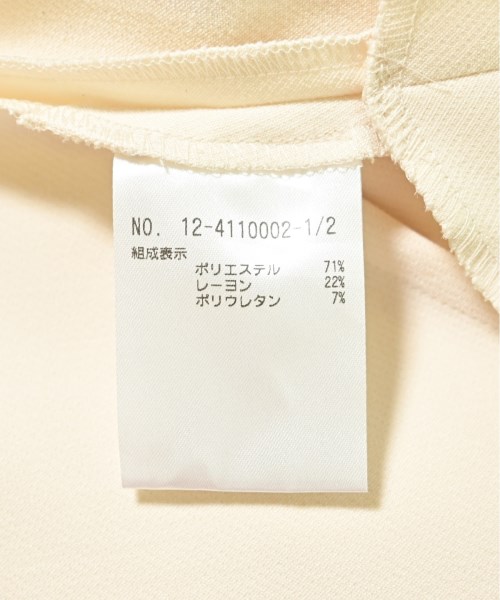 NO. 12-4110002-1/2
組成表示
ポリエステル 71%
レーヨン 22%
ポリウレタン 7%